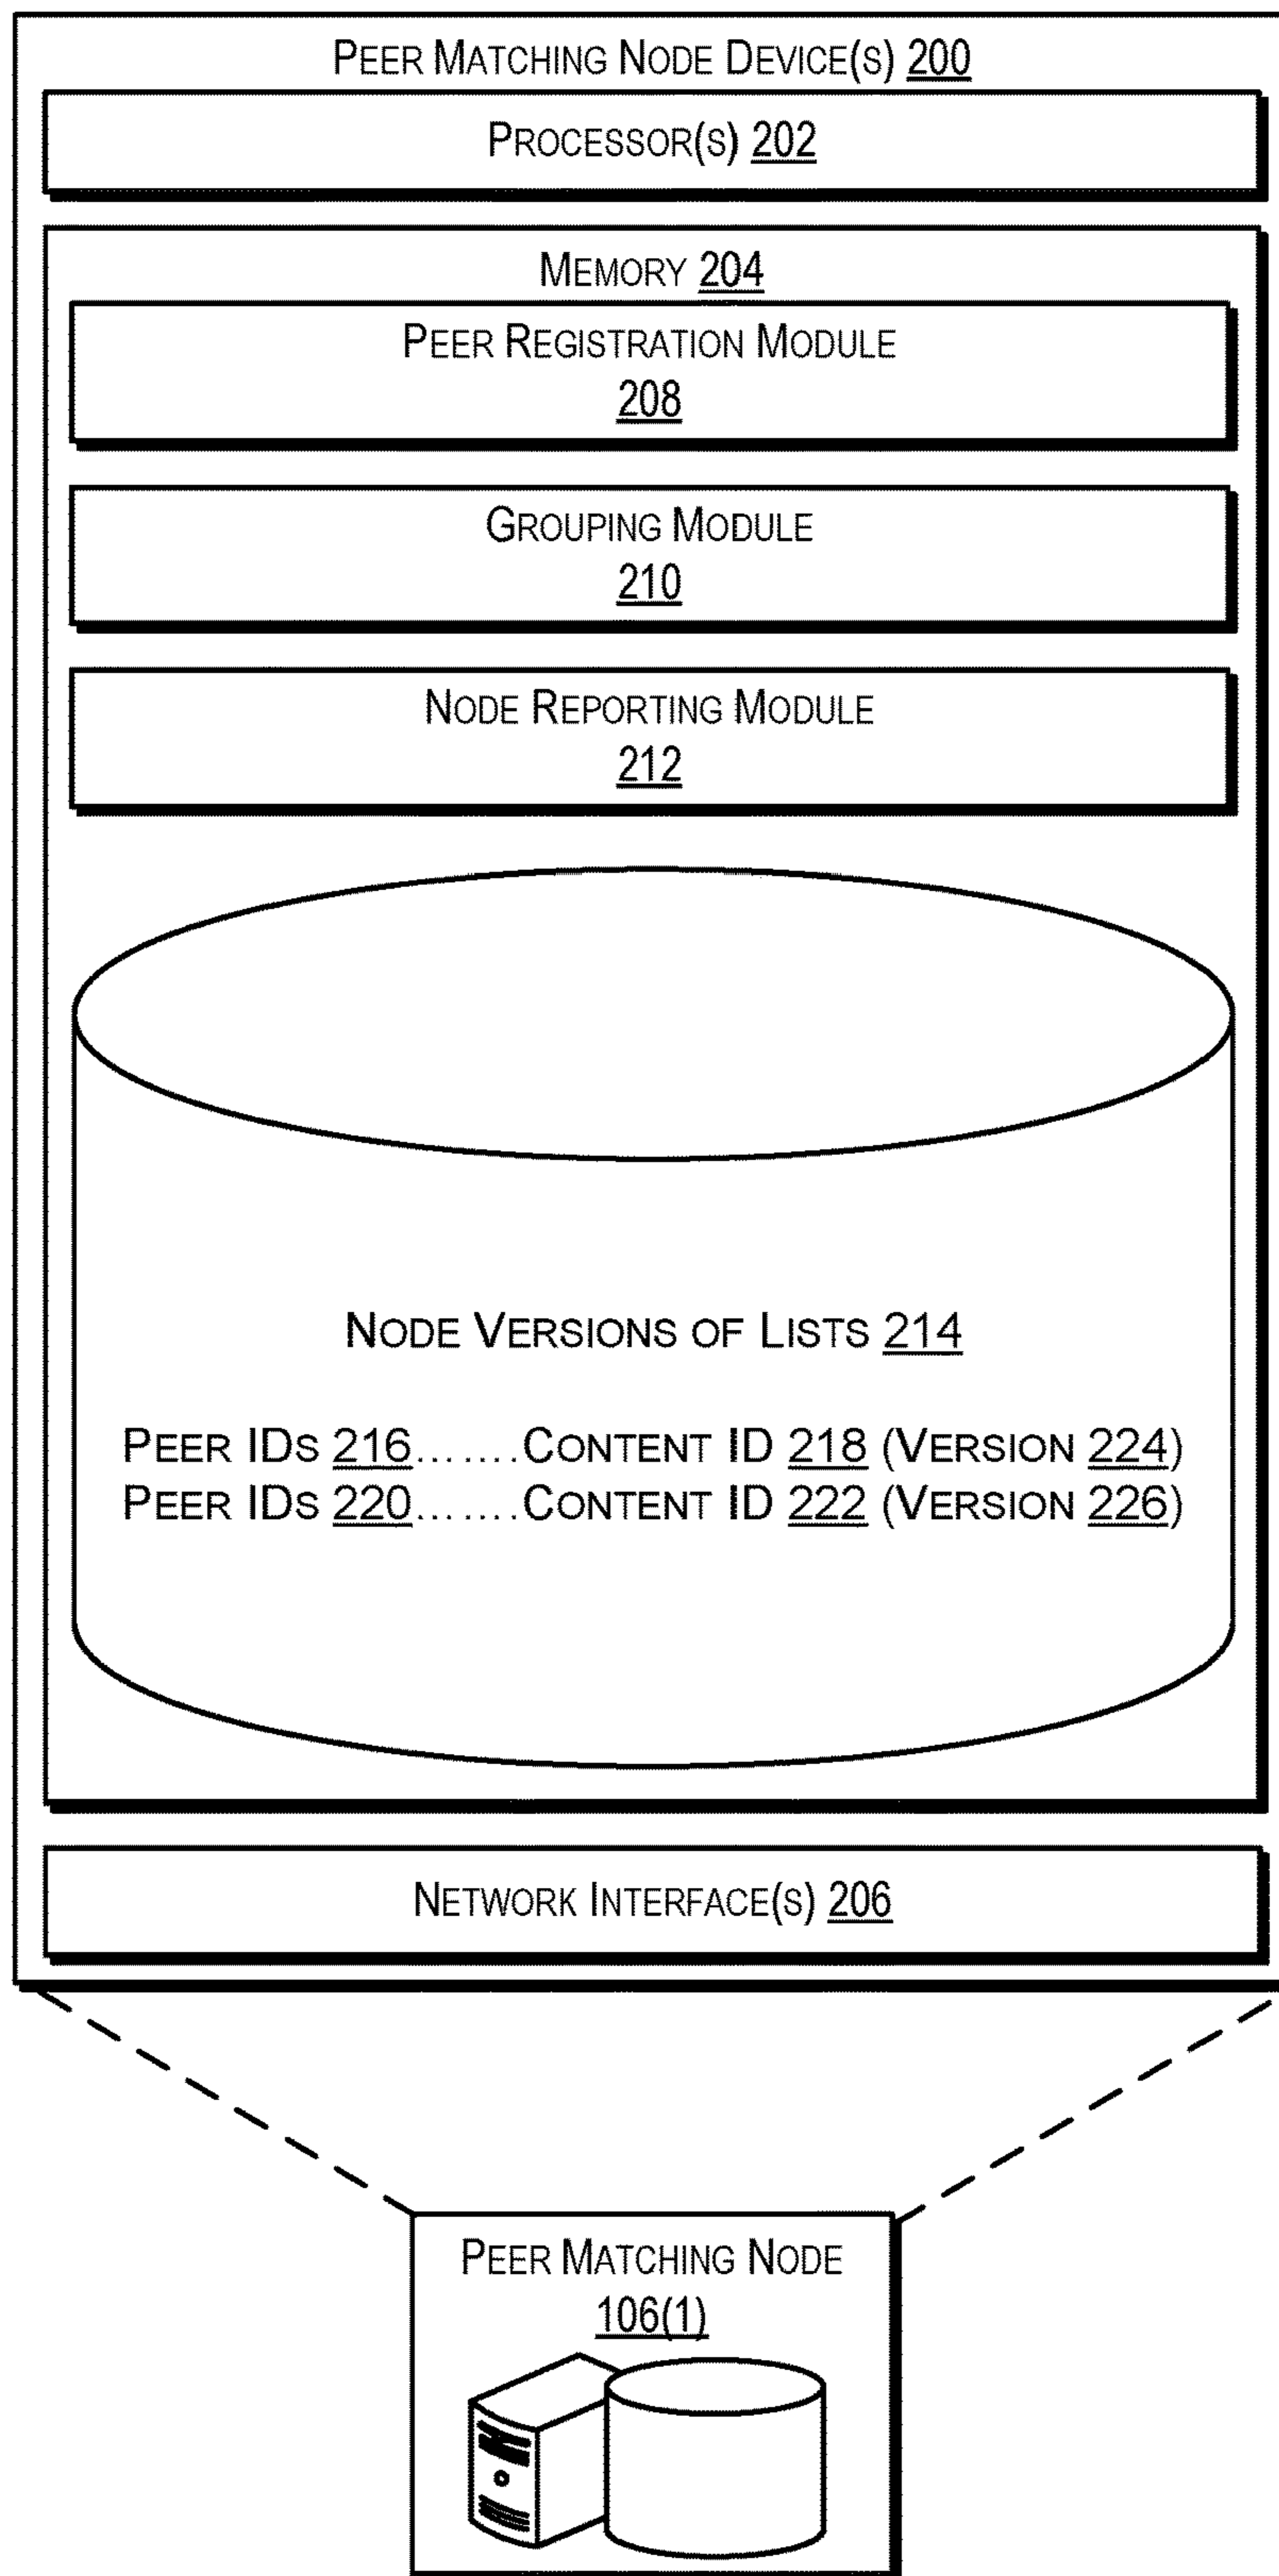 PEER MATCHING NODE DEVICE(S) 200
PROCESSOR(S) 202
MEMORY 204
PEER REGISTRATION MODULE
208
GROUPING MODULE
210
NODE REPORTING MODULE
212
NODE VERSIONS OF LISTS 214
PEER IDS 216.......CONTENT ID 218 (VERSION 224)
PEER IDS 220.......CONTENT ID 222 (VERSION 226)
NETWORK INTERFACE(S) 206
PEER MATCHING NODE
106(1)